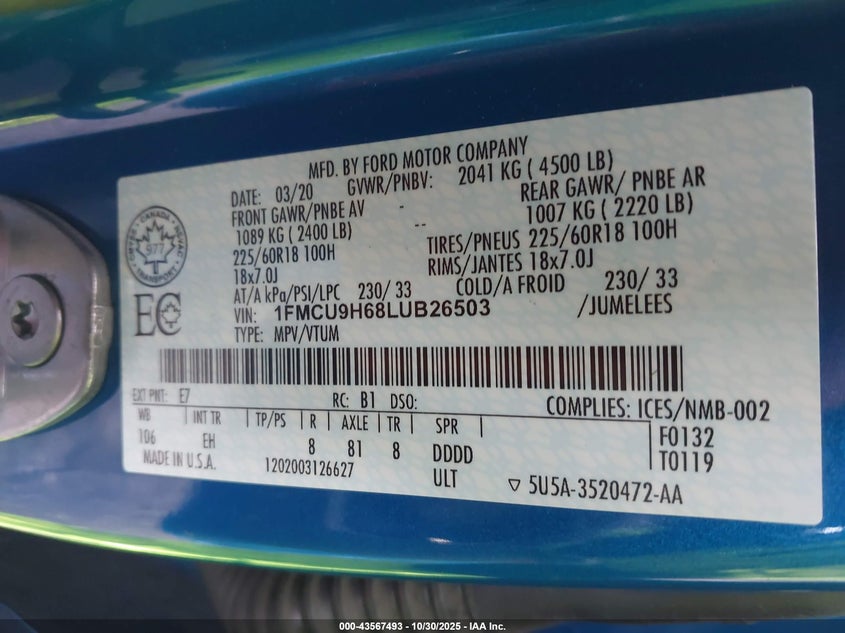 MFD. BY FORD MOTOR COMPANY
DATE: 03/20 GVWR/PNBV: 2041 KG ( 4500 LB)
FRONT GAWR/PNBE AV - REAR GAWR/ PNBE AR
1089 KG ( 2400 LB) - 1007 KG ( 2220 LB)
225/60R18 100H TIRES/PNEUS 225/60R18 100H
18x7.0J RIMS/JANTES 18x7.0J
AT/A kPa/PSI/LPC 230/ 33 COLD/A FROID 230/ 33
VIN: 1FMCU9H68LUB26503 /JUMELEES
TYPE: MPV/VTUM
CANADA
977
TRANSPORT
EC
EXT PNT: E7 RC: B1 DSO: COMPLIES: ICES/NMB-002
WB INT TR TP/PS R AXLE TR SPR F0132
106 EH 8 81 8 DDDD T0119
MADE IN U.S.A. 1202003126627 ULT ▽ 5U5A-3520472-AA
000-43567493 - 10/30/2025 - IAA Inc.